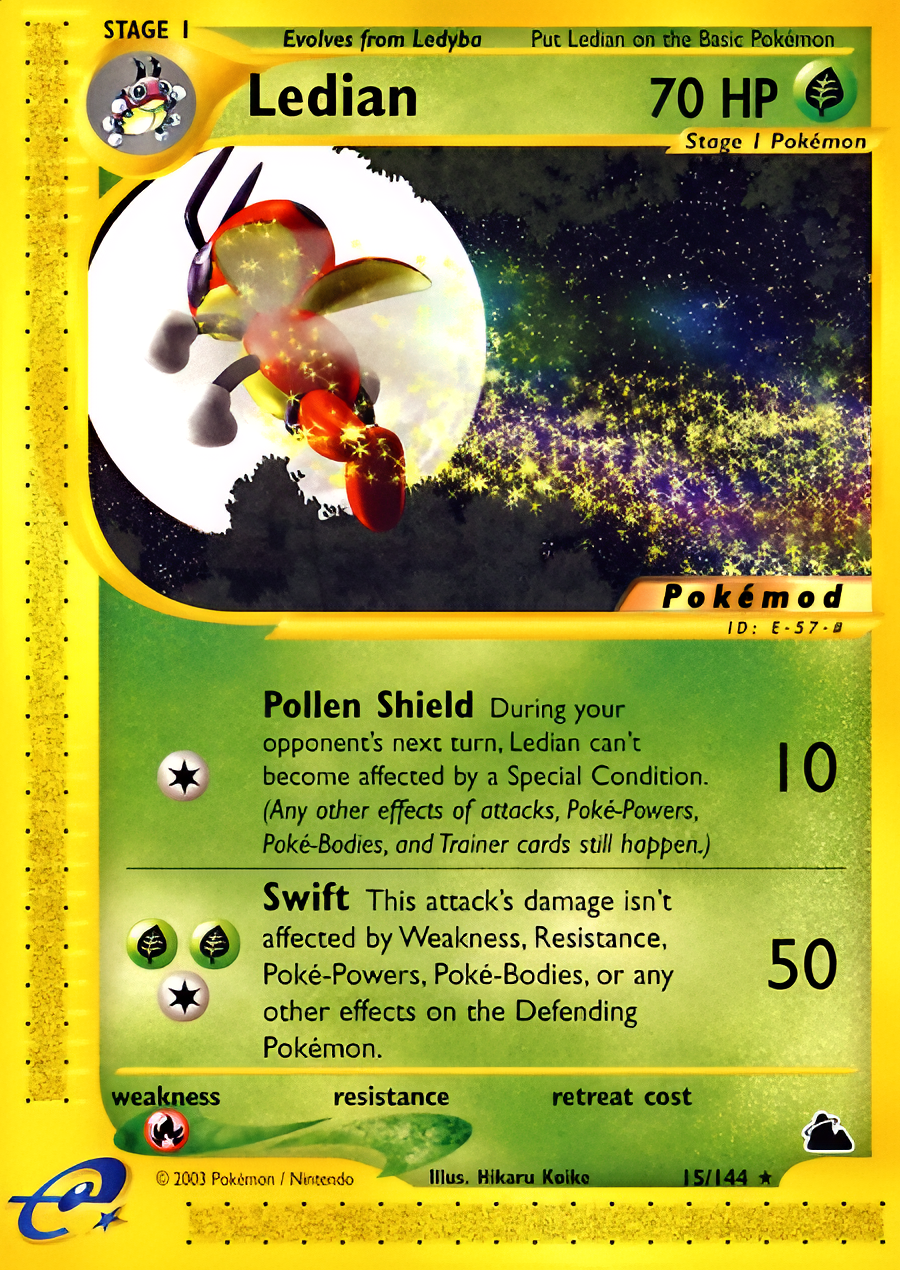 STAGE 1
Evolves from Ledyba
Put Ledian on the Basic Pokémon
Ledian
70 HP
Stage 1 Pokémon
Pokémod
ID: E-57-
Pollen Shield During your
opponent's next turn, Ledian can't
become affected by a Special Condition.
(Any other effects of attacks, Poké-Powers,
Poké-Bodies, and Trainer cards still happen.)
10
Swift This attack's damage isn't
affected by Weakness, Resistance,
Poké-Powers, Poké-Bodies, or any
other effects on the Defending
Pokémon.
50
weakness
resistance
retreat cost
© 2003 Pokémon / Nintendo
Illus. Hikaru Koike
15/144 ★
e